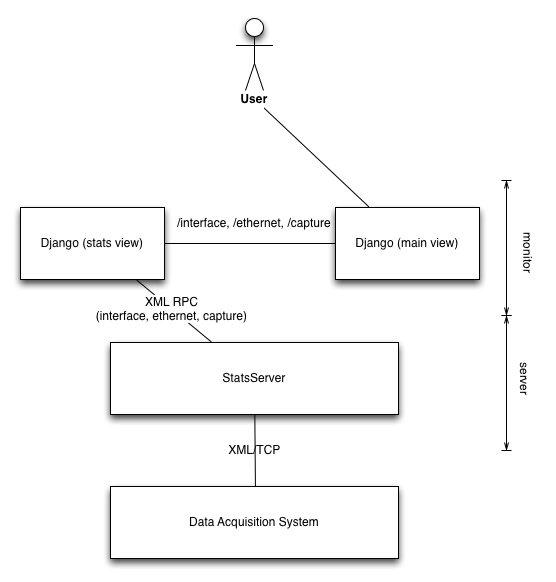 User
/interface, /ethernet, /capture
Django (stats view)
Django (main view)
monitor
XML RPC
(interface, ethernet, capture)
StatsServer
server
XML/TCP
Data Acquisition System